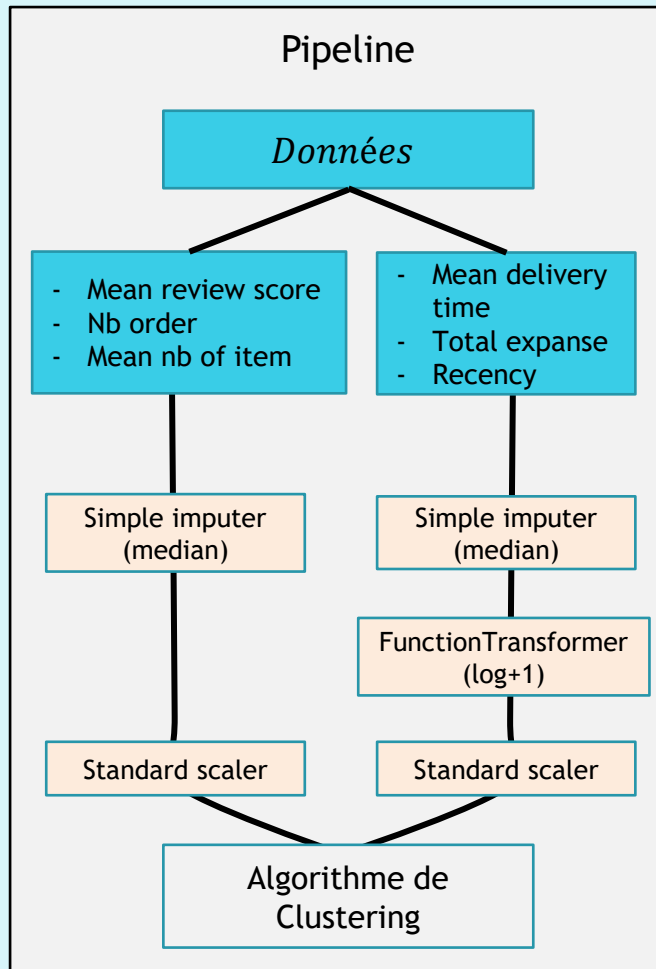 Pipeline
Données
- Mean review score
- Nb order
- Mean nb of item
- Mean delivery
time
- Total expanse
- Recency
Simple imputer
(median)
Simple imputer
(median)
FunctionTransformer
(log+1)
Standard scaler
Standard scaler
Algorithme de
Clustering